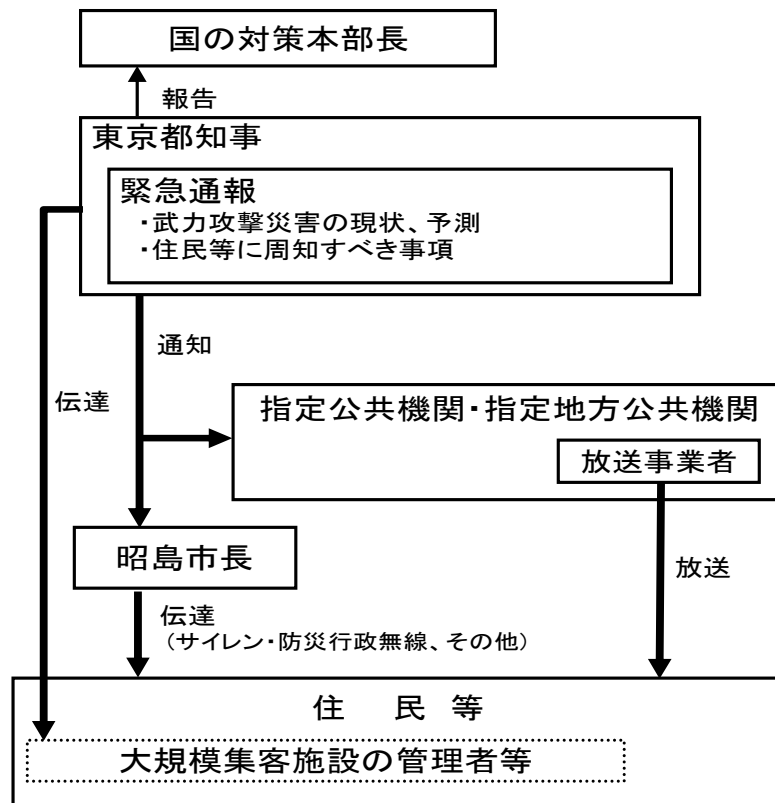 国の対策本部長
報告
東京都知事
緊急通報
・武力攻撃災害の現状、予測
・住民等に周知すべき事項
通知
伝達
指定公共機関・指定地方公共機関
放送事業者
昭島市長
放送
伝達
（サイレン・防災行政無線、その他）
住　民　等
大規模集客施設の管理者等